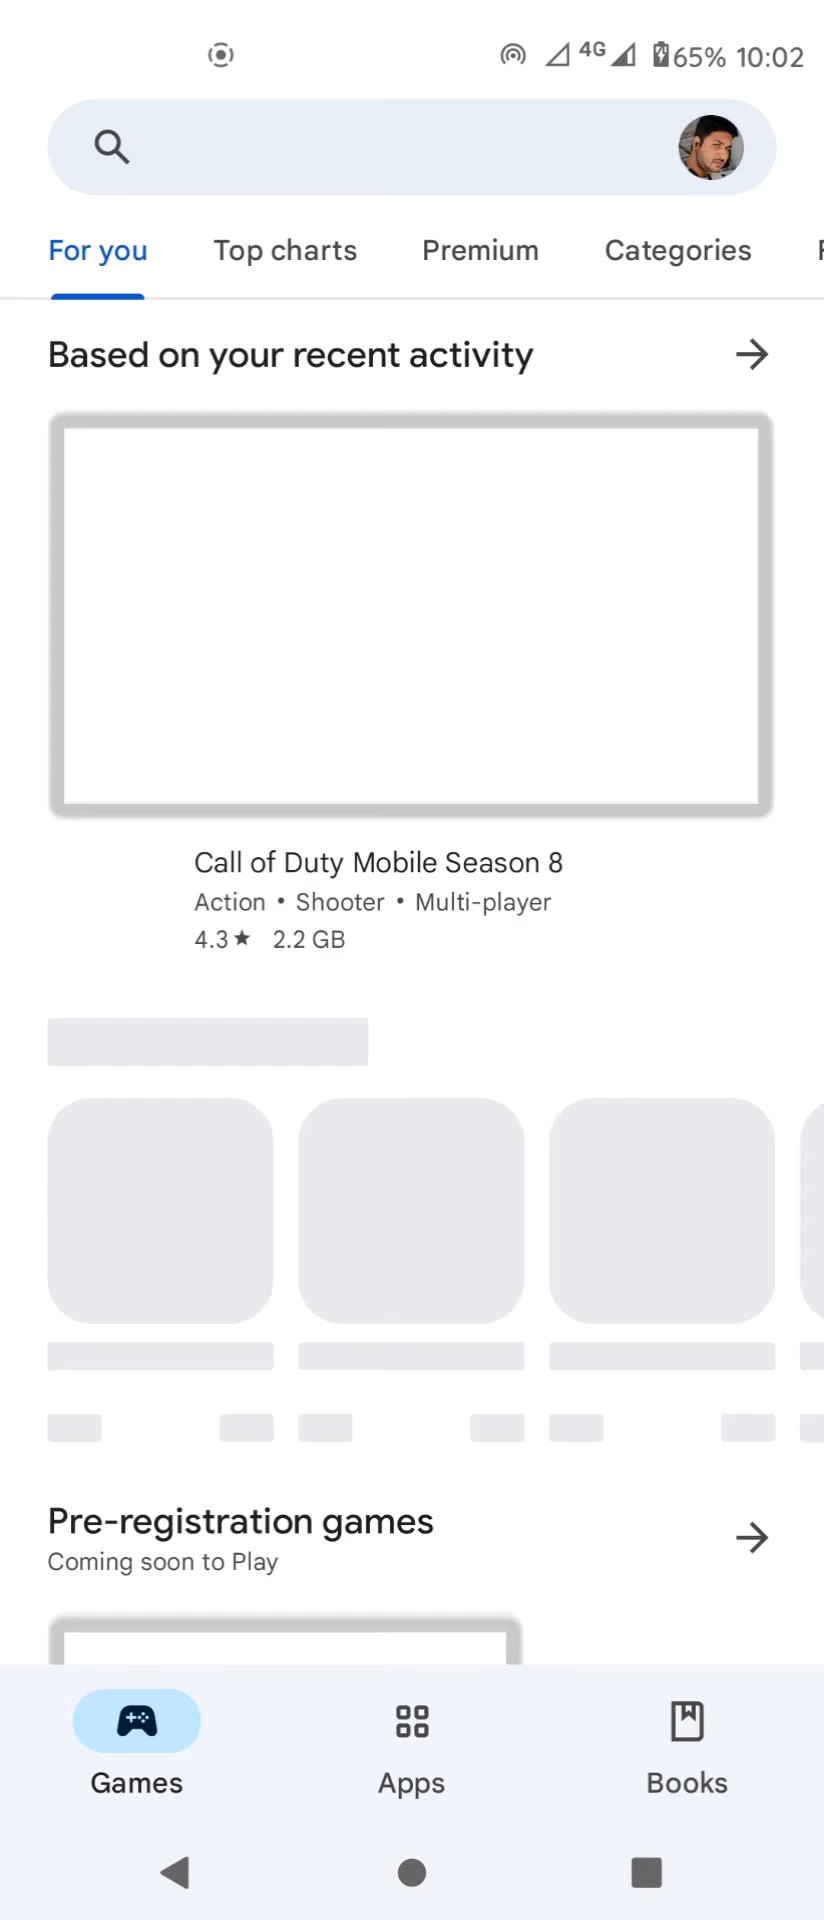 4G 65% 10:02
For you Top charts Premium Categories
Based on your recent activity
Call of Duty Mobile Season 8
Action • Shooter • Multi-player
4.3★ 2.2 GB
Pre-registration games
Coming soon to Play
Games Apps Books